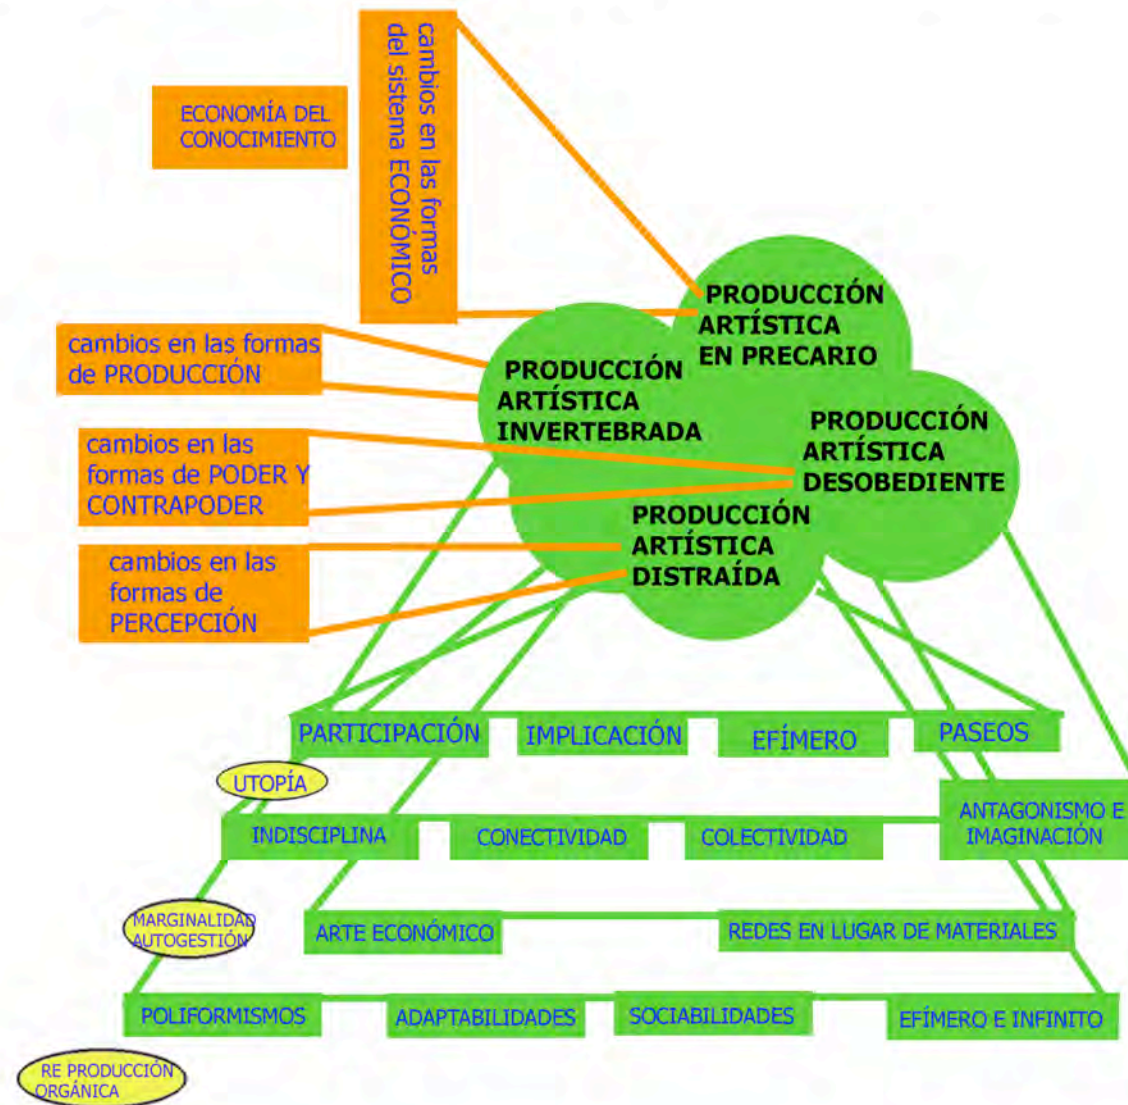 ECONOMÍA DEL
CONOCIMIENTO
cambios en las formas
del sistema ECONÓMICO
PRODUCCIÓN
ARTÍSTICA
EN PRECARIO
cambios en las formas
de PRODUCCIÓN
PRODUCCIÓN
ARTÍSTICA
INVERTEBRADA
PRODUCCIÓN
ARTÍSTICA
DESOBEDIENTE
cambios en las
formas de PODER Y
CONTRAPODER
PRODUCCIÓN
ARTÍSTICA
DISTRAÍDA
cambios en las
formas de
PERCEPCIÓN
PARTICIPACIÓN
IMPLICACIÓN
EFÍMERO
PASEOS
UTOPÍA
INDISCIPLINA
CONECTIVIDAD
COLECTIVIDAD
ANTAGONISMO E
IMAGINACIÓN
MARGINALIDAD
AUTOGESTIÓN
ARTE ECONÓMICO
REDES EN LUGAR DE MATERIALES
POLIFORMISMOS
ADAPTABILIDADES
SOCIABILIDADES
EFÍMERO E INFINITO
RE PRODUCCIÓN
ORGÁNICA